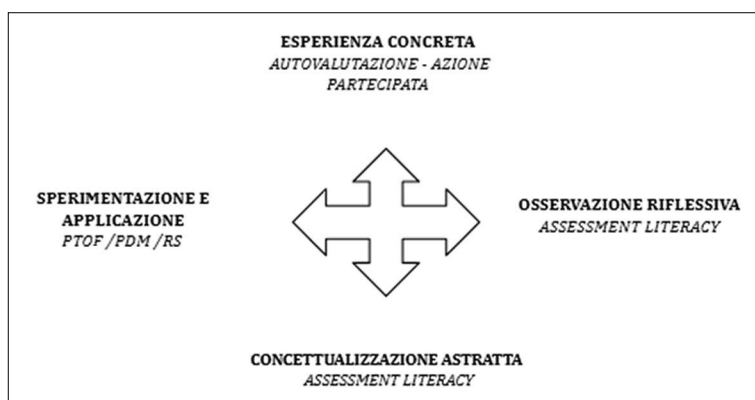 ESPERIENZA CONCRETA
AUTOVALUTAZIONE - AZIONE
PARTECIPATA
SPERIMENTAZIONE E
APPLICAZIONE
PTOF /PDM /RS
OSSERVAZIONE RIFLESSIVA
ASSESSMENT LITERACY
CONCETTUALIZZAZIONE ASTRATTA
ASSESSMENT LITERACY